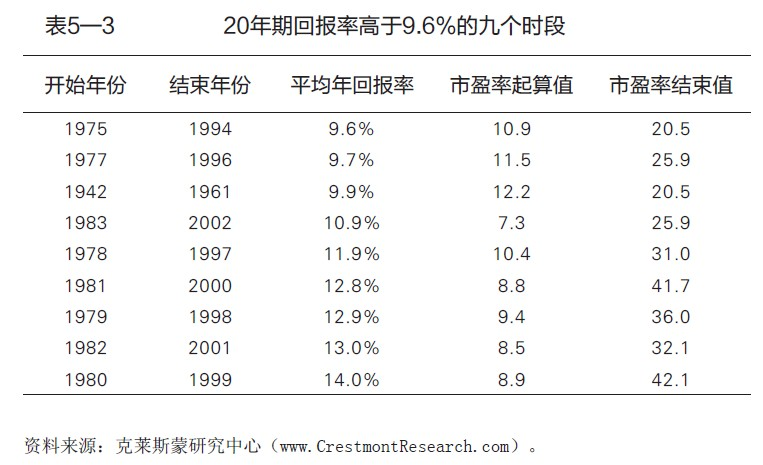 表5—3 20年期回报率高于9.6%的九个时段
开始年份 结束年份 平均年回报率 市盈率起算值 市盈率结束值
1975 1994 9.6% 10.9 20.5
1977 1996 9.7% 11.5 25.9
1942 1961 9.9% 12.2 20.5
1983 2002 10.9% 7.3 25.9
1978 1997 11.9% 10.4 31.0
1981 2000 12.8% 8.8 41.7
1979 1998 12.9% 9.4 36.0
1982 2001 13.0% 8.5 32.1
1980 1999 14.0% 8.9 42.1
资料来源：克莱斯蒙研究中心（www.CrestmontResearch.com）。